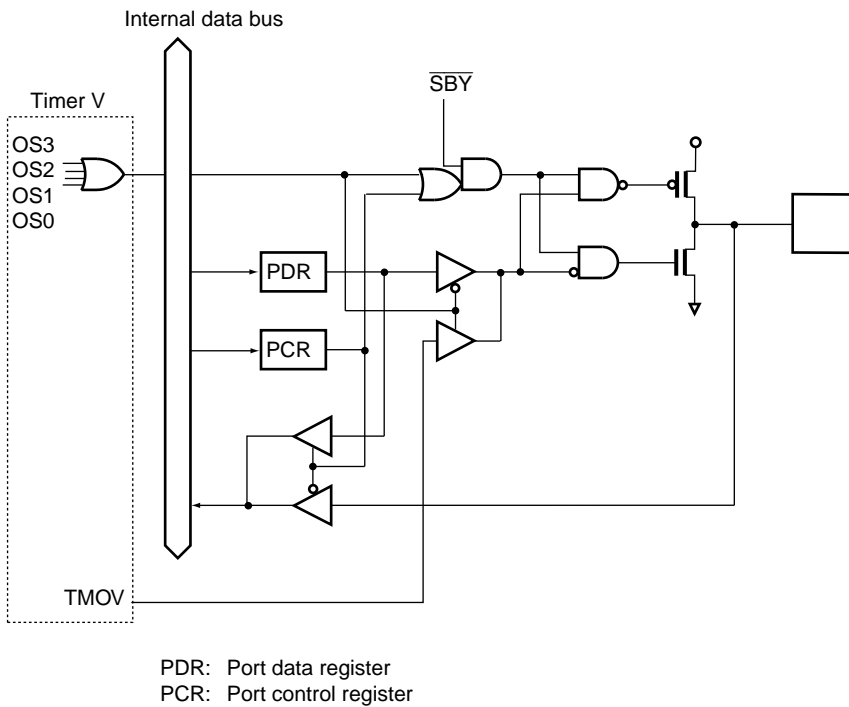 Internal data bus
SBY
Timer V
OS3
OS2
OS1
OS0
PDR
PCR
TMOV
PDR: Port data register
PCR: Port control register